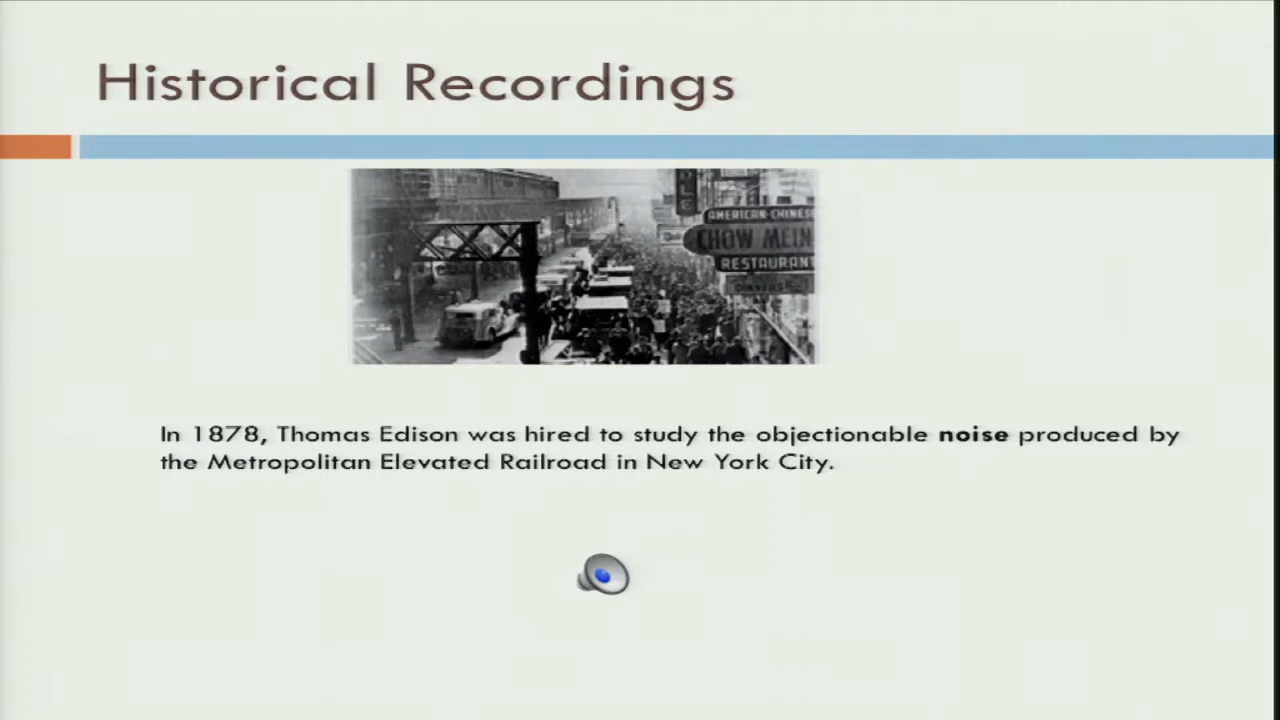 Historical Recordings
AMERICAN-CHINESE
CHOW MEIN
RESTAURANT
In 1878, Thomas Edison was hired to study the objectionable noise produced by
the Metropolitan Elevated Railroad in New York City.